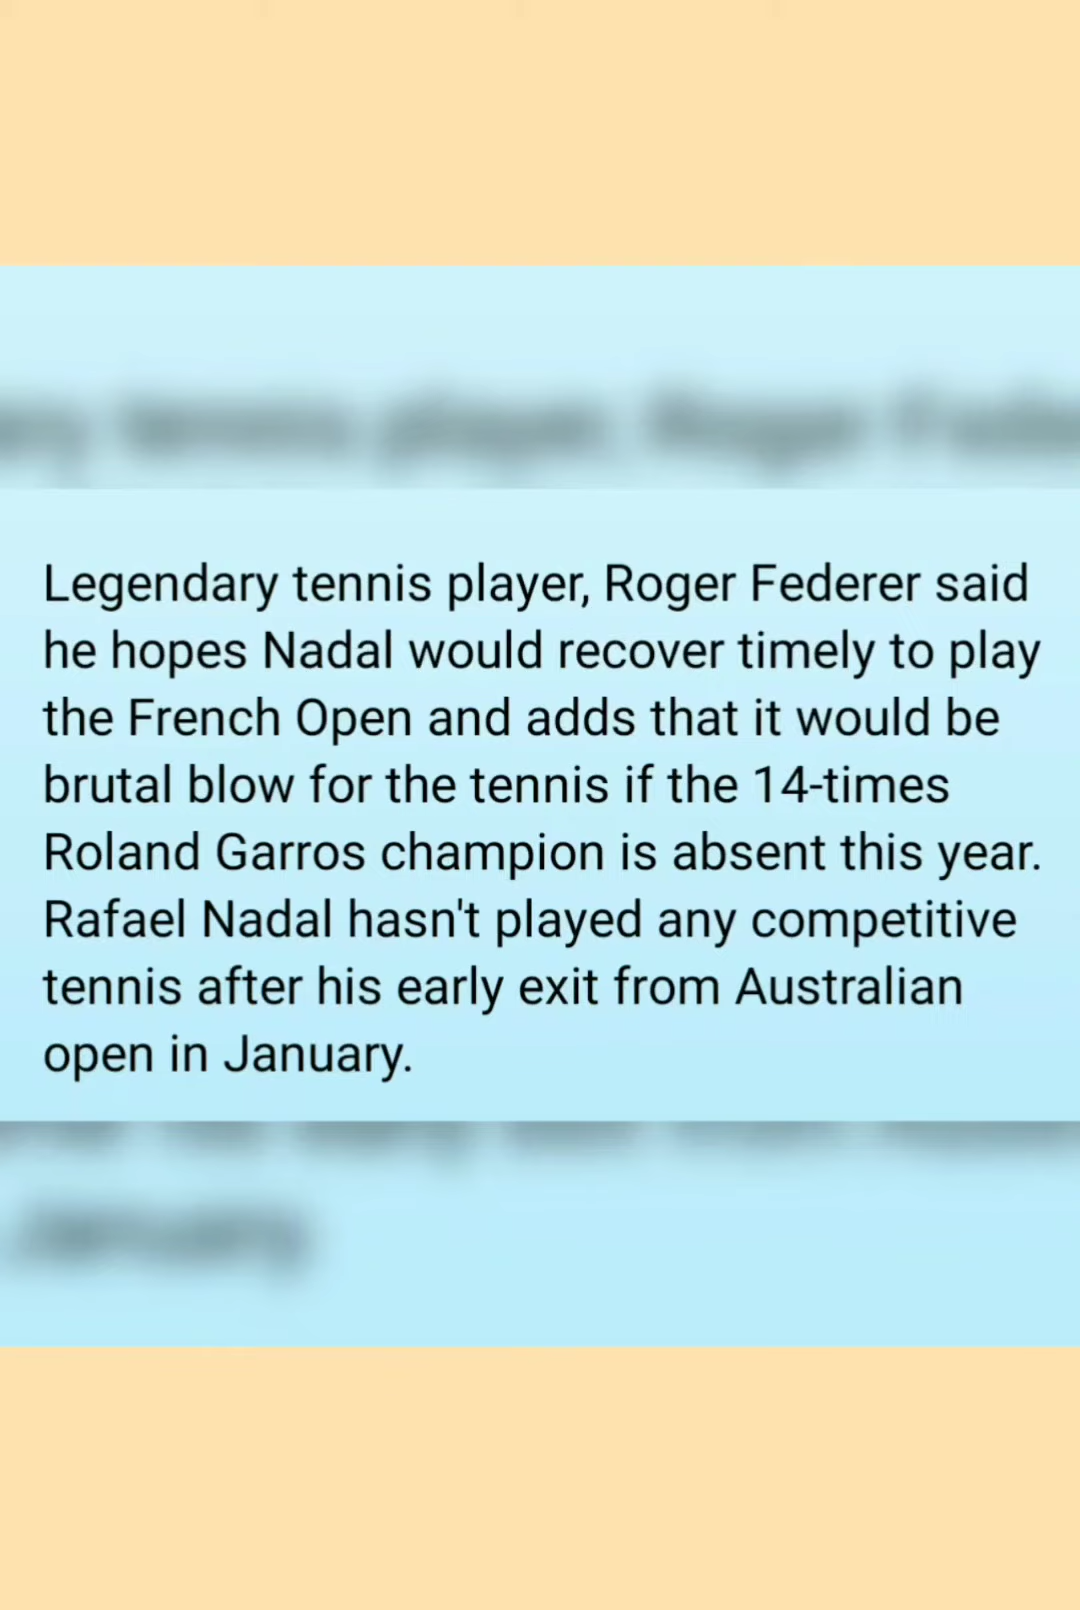 Legendary tennis player, Roger Federer said
he hopes Nadal would recover timely to play
the French Open and adds that it would be
brutal blow for the tennis if the 14-times
Roland Garros champion is absent this year.
Rafael Nadal hasn't played any competitive
tennis after his early exit from Australian
open in January.